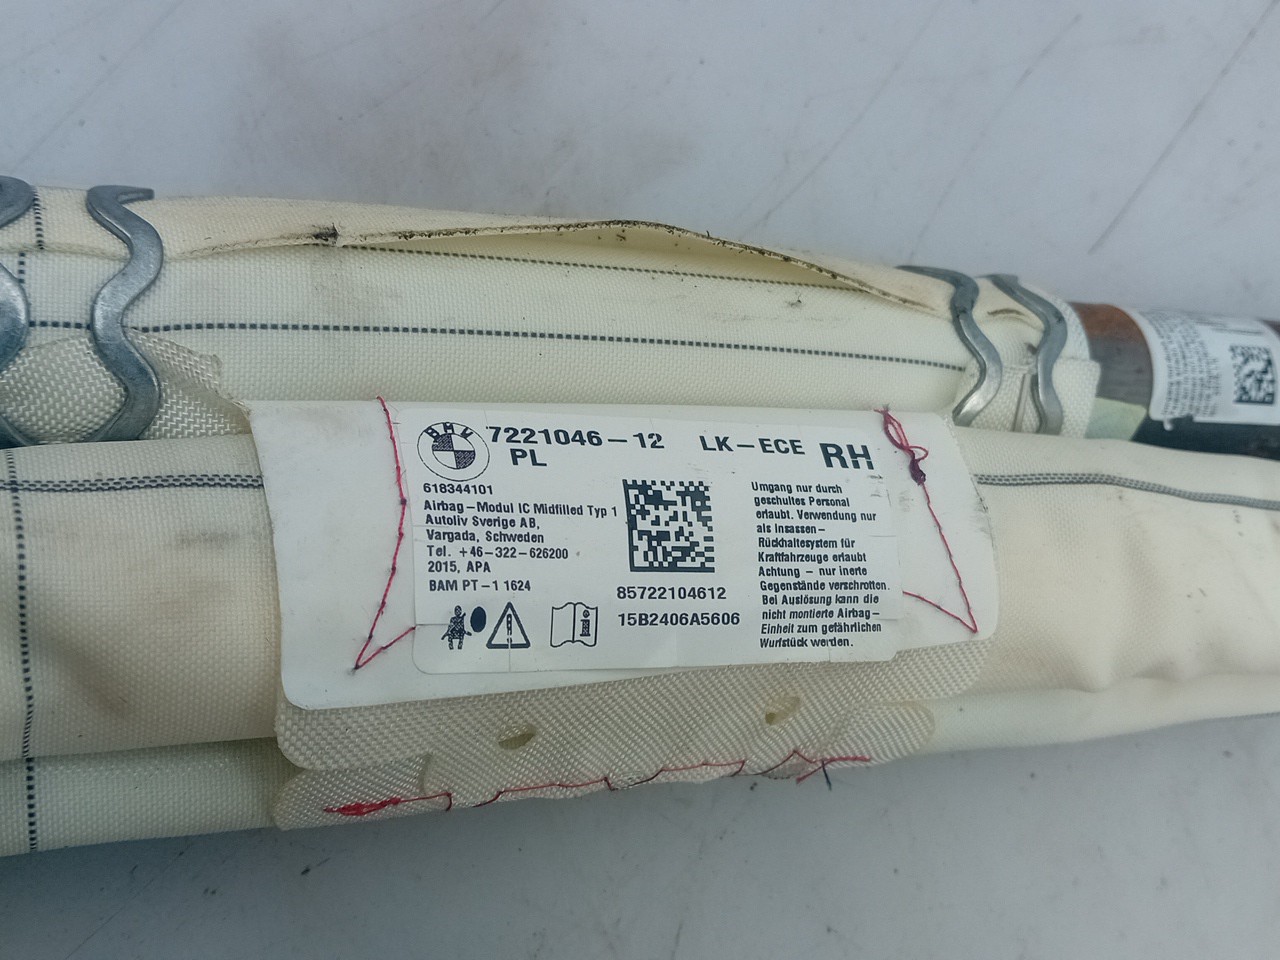 BMW
7221046-12 LK-ECE RH
PL
618344101
Airbag-Modul IC Midfilled Typ 1
Autoliv Sverige AB,
Vargada, Schweden
Tel. +46-322-626200
2015, APA
BAM PT-1 1624
85722104612
15B2406A5606
Umgang nur durch
geschultes Personal
erlaubt. Verwendung nur
als Insassen-
Rückhaltesystem für
Kraftfahrzeuge erlaubt
Achtung - nur inerte
Gegenstände verschrotten.
Bei Auslösung kann die
nicht montierte Airbag-
Einheit zum gefährlichen
Wurfstück werden.